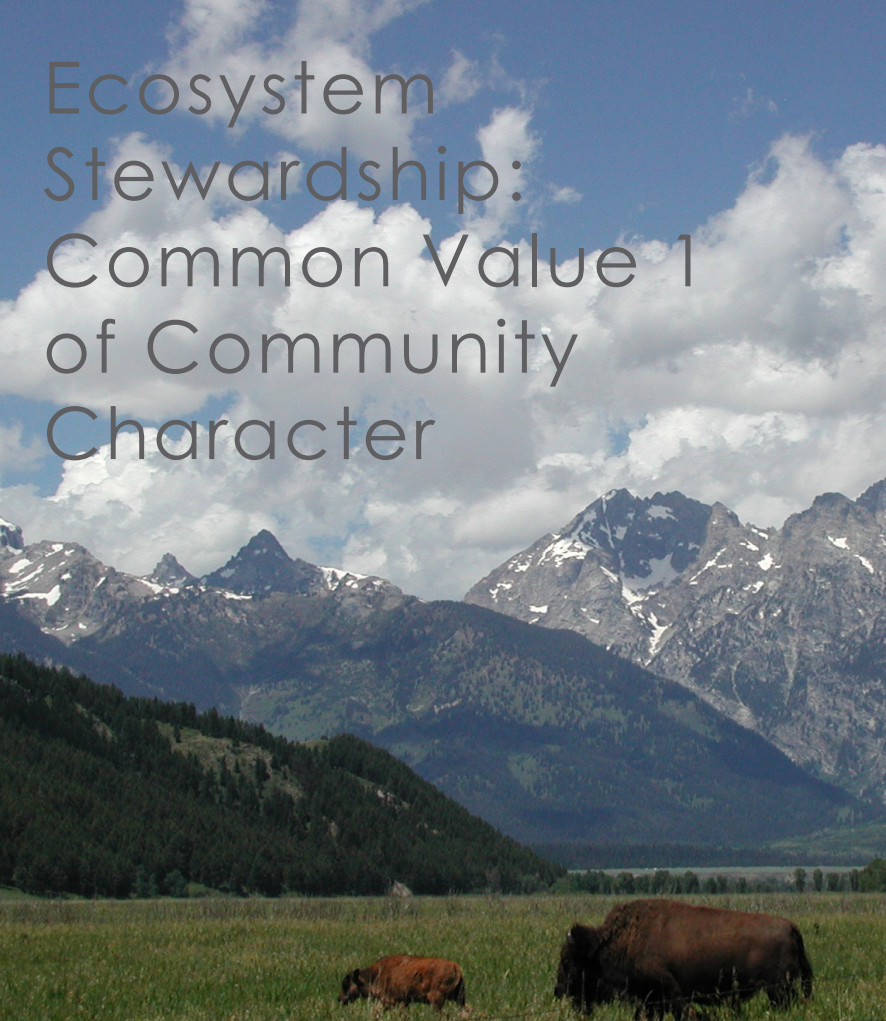 Ecosystem
Stewardship:
Common Value 1
of Community
Character